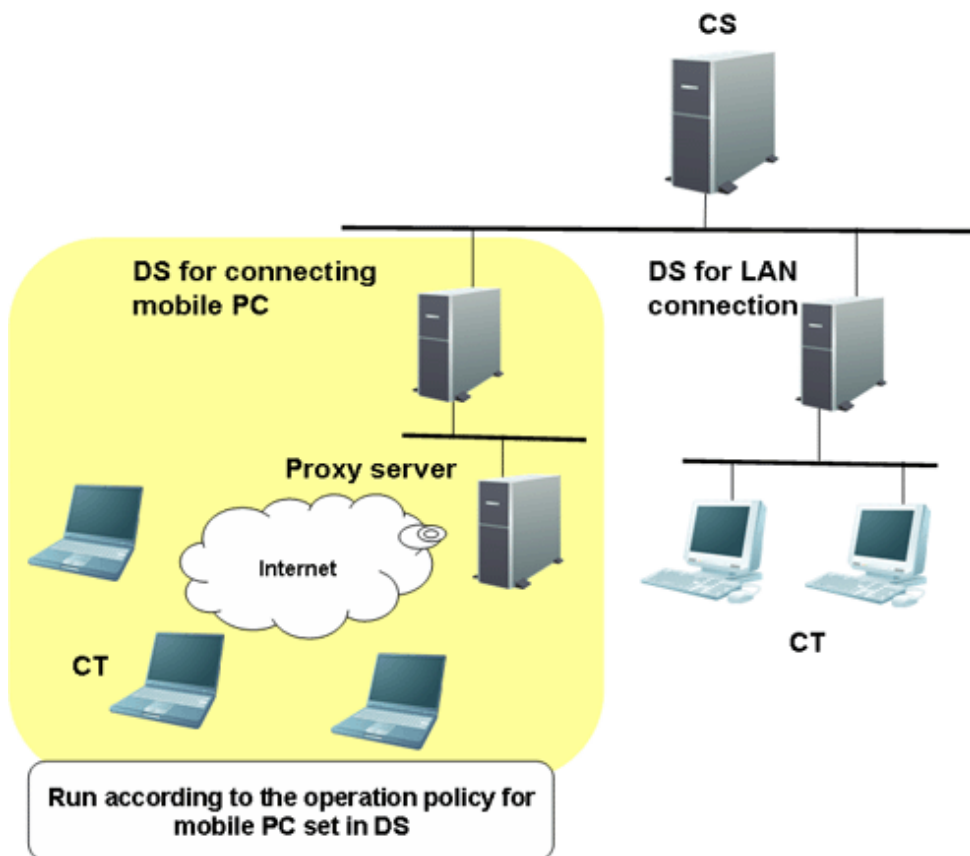 CS
DS for connecting
mobile PC
DS for LAN
connection
Proxy server
Internet
CT
CT
Run according to the operation policy for
mobile PC set in DS